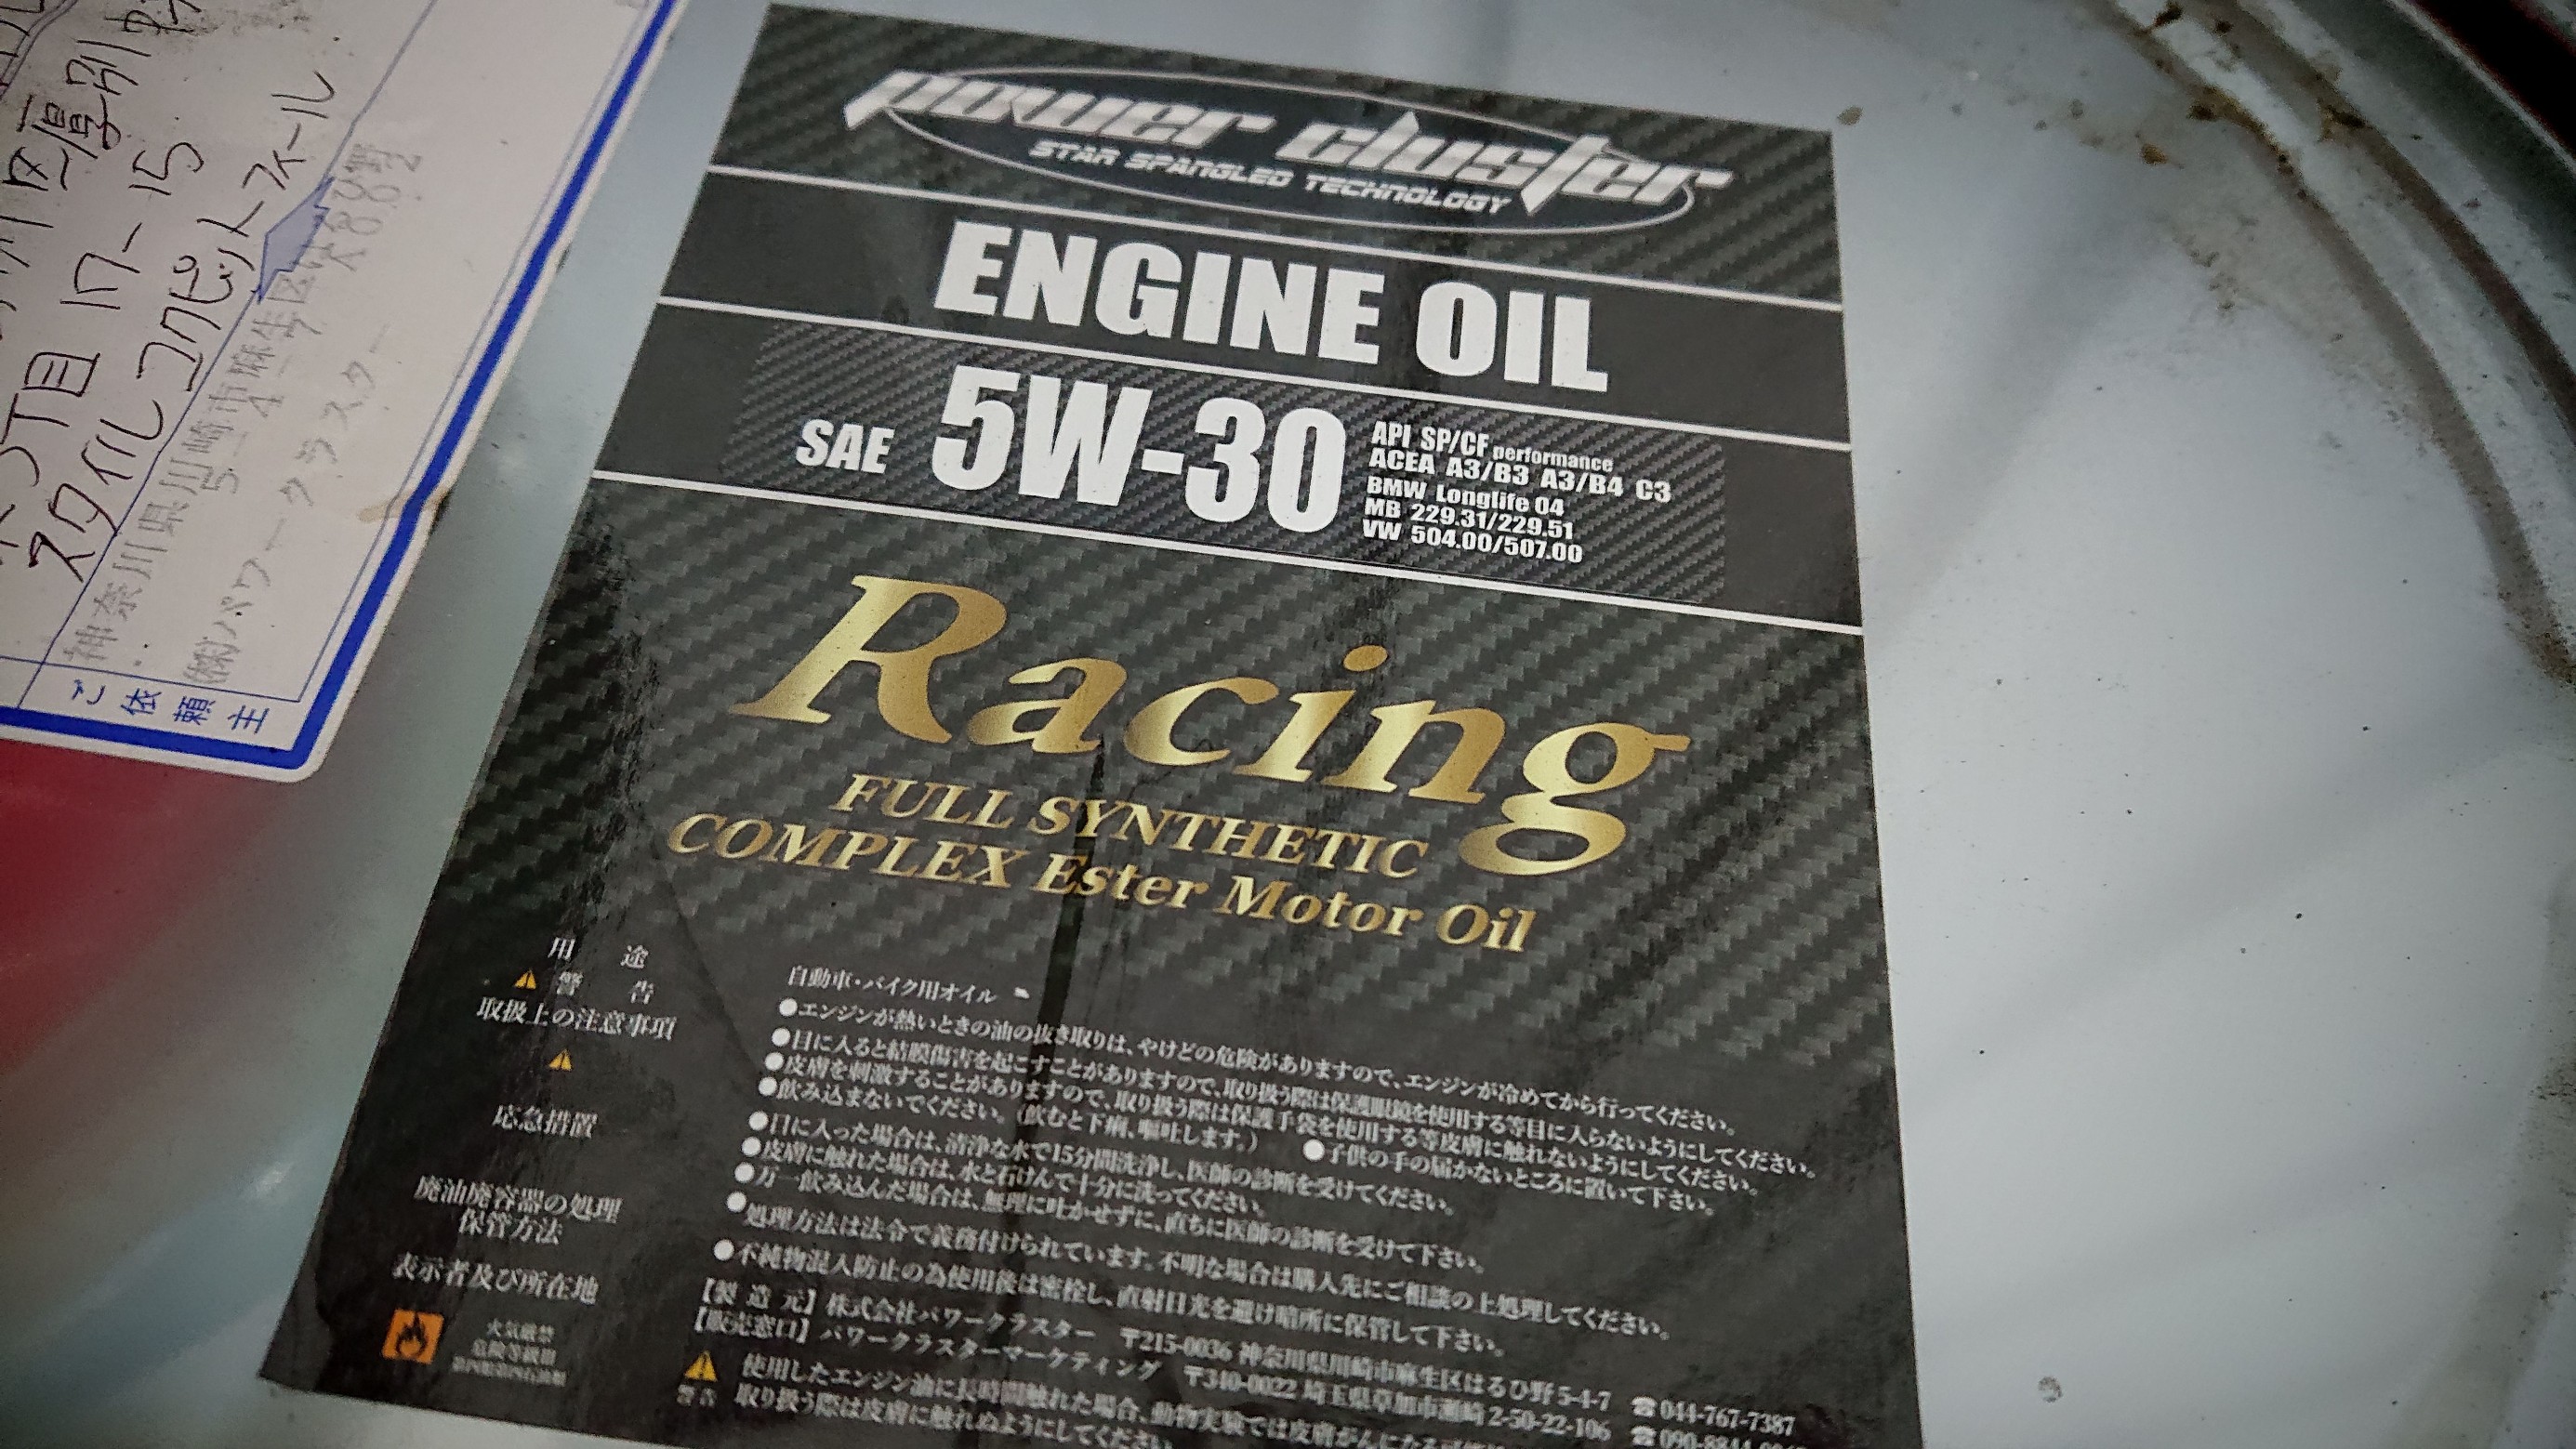 power cluster
STAR SPANGLED TECHNOLOGY
ENGINE OIL
SAE 5W-30
API SP/CF performance
ACEA A3/B3 A3/B4 C3
BMW Longlife 04
MB 229.31/229.51
VW 504.00/507.00
Racing
FULL SYNTHETIC
COMPLEX Ester Motor Oil
用途 自動車・バイク用オイル
警告 ●エンジンが熱いときの油の抜き取りは、やけどの危険がありますので、エンジンが冷めてから行ってください。
取扱上の注意事項 ●目に入ると結膜傷害を起こすことがありますので、取り扱う際は保護眼鏡を使用する等目に入らないようにしてください。
●皮膚を刺激することがありますので、取り扱う際は保護手袋を使用する等皮膚に触れないようにしてください。
●飲み込まないでください。(飲むと下痢、嘔吐します。) ●子供の手の届かないところに置いて下さい。
応急措置 ●目に入った場合は、清浄な水で15分間洗浄し、医師の診断を受けてください。
●皮膚に触れた場合は、水と石けんで十分に洗ってください。
●万一飲み込んだ場合は、無理に吐かせずに、直ちに医師の診断を受けて下さい。
廃油廃容器の処理 ●処理方法は法令で義務付けられています。不明な場合は購入先にご相談の上処理してください。
保管方法 ●不純物混入防止の為使用後は密栓し、直射日光を避け暗所に保管して下さい。
表示者及び所在地 【製造元】株式会社パワークラスター 〒215-0036 神奈川県川崎市麻生区はるひ野5-4-7 ☎044-767-7387
【販売窓口】パワークラスターマーケティング 〒340-0022 埼玉県草加市瀬崎2-50-22-106
火気厳禁
危険等級Ⅲ
警告 使用したエンジン油に長時間触れた場合、動物実験では皮膚がんになる
取り扱う際は皮膚に触れぬようにしてください。
丁目17-15
スタイルコクピットフィール
神奈川県川崎市麻生区はるひ野
5-4-7
(株)パワークラスター
ご依頼主